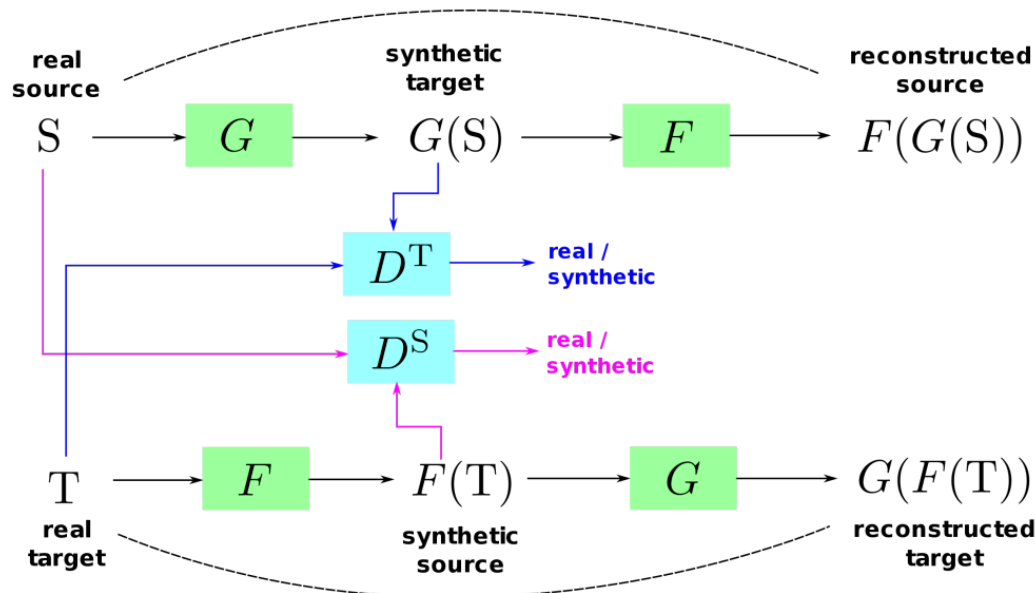 real
source
synthetic
target
reconstructed
source
S
G
G(S)
F
F(G(S))
D^T
real /
synthetic
D^S
real /
synthetic
T
F
F(T)
G
G(F(T))
real
target
synthetic
source
reconstructed
target